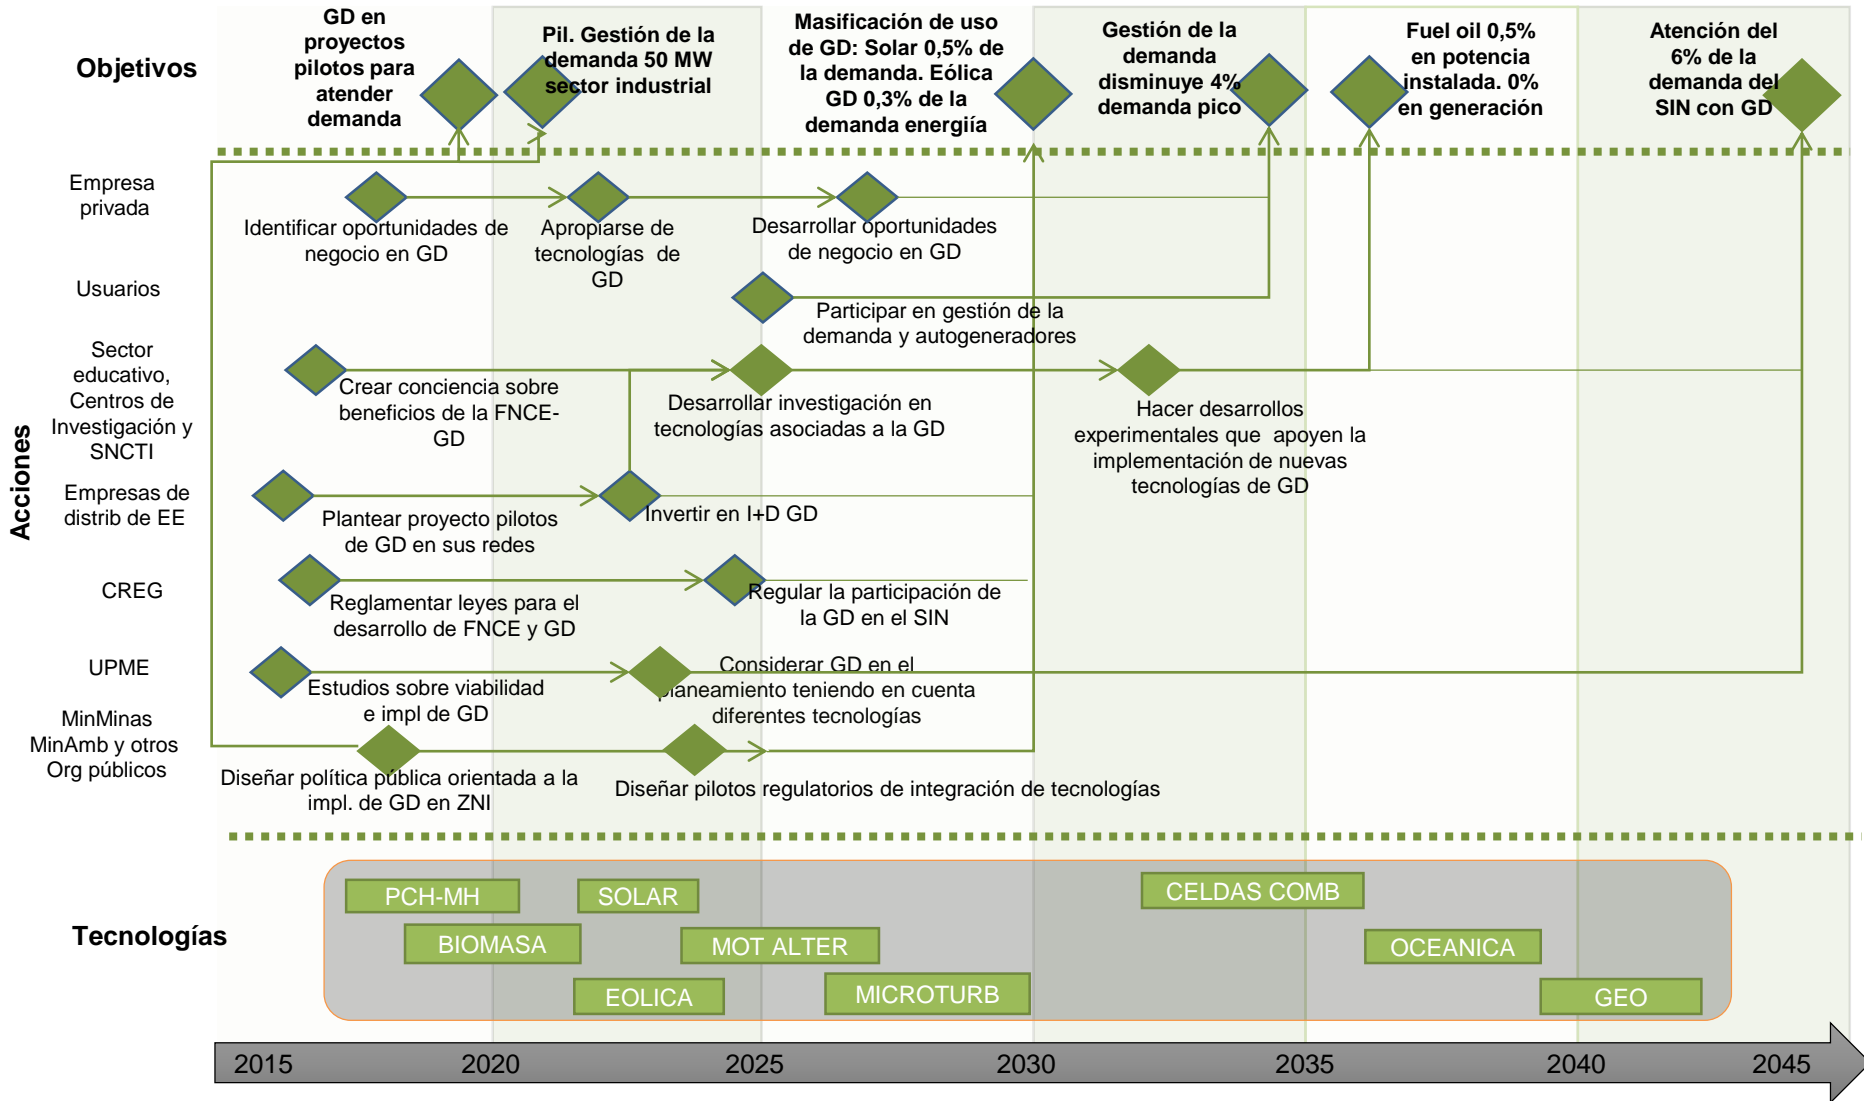 Objetivos
GD en
proyectos
pilotos para
atender
demanda
Pil. Gestión de la
demanda 50 MW
sector industrial
Masificación de uso
de GD: Solar 0,5% de
la demanda. Eólica
GD 0,3% de la
demanda energiía
Gestión de la
demanda
disminuye 4%
demanda pico
Fuel oil 0,5%
en potencia
instalada. 0%
en generación
Atención del
6% de la
demanda del
SIN con GD
Acciones
Empresa
privada
Identificar oportunidades de
negocio en GD
Apropiarse de
tecnologías de
GD
Desarrollar oportunidades
de negocio en GD
Usuarios
Participar en gestión de la
demanda y autogeneradores
Sector
educativo,
Centros de
Investigación y
SNCTI
Crear conciencia sobre
beneficios de la FNCE-
GD
Desarrollar investigación en
tecnologías asociadas a la GD
Hacer desarrollos
experimentales que apoyen la
implementación de nuevas
tecnologías de GD
Empresas de
distrib de EE
Plantear proyecto pilotos
de GD en sus redes
Invertir en I+D GD
CREG
Reglamentar leyes para el
desarrollo de FNCE y GD
Regular la participación de
la GD en el SIN
UPME
Estudios sobre viabilidad
e impl de GD
Considerar GD en el
planeamiento teniendo en cuenta
diferentes tecnologías
MinMinas
MinAmb y otros
Org públicos
Diseñar política pública orientada a la
impl. de GD en ZNI
Diseñar pilotos regulatorios de integración de tecnologías
Tecnologías
PCH-MH
SOLAR
CELDAS COMB
BIOMASA
MOT ALTER
OCEANICA
EOLICA
MICROTURB
GEO
2015
2020
2025
2030
2035
2040
2045